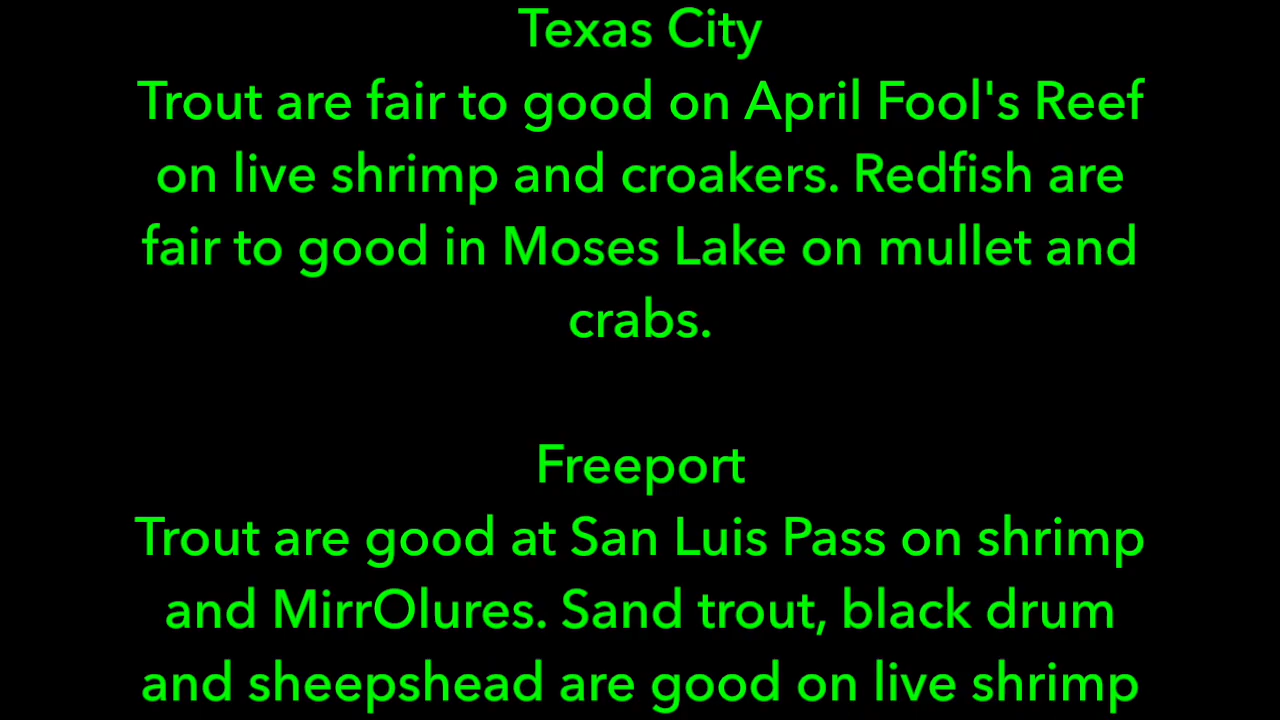 Texas City
Trout are fair to good on April Fool's Reef
on live shrimp and croakers. Redfish are
fair to good in Moses Lake on mullet and
crabs.
Freeport
Trout are good at San Luis Pass on shrimp
and MirrOlures. Sand trout, black drum
and sheepshead are good on live shrimp